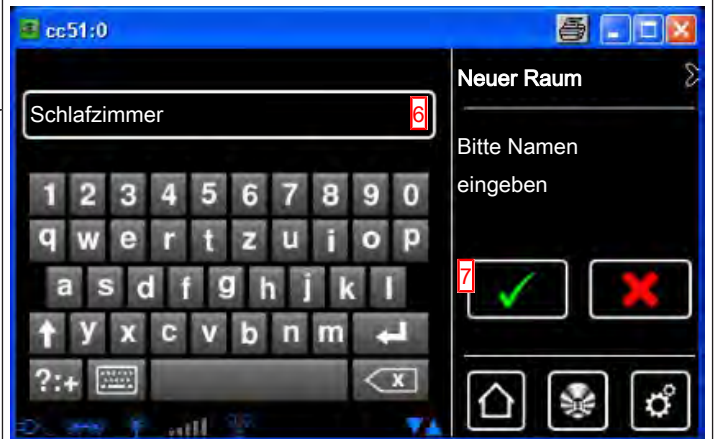 cc51:0
Neuer Raum
Schlafzimmer 6
Bitte Namen
eingeben
1 2 3 4 5 6 7 8 9 0
q w e r t z u i o p
a s d f g h j k l
y x c v b n m
?:+ x
7